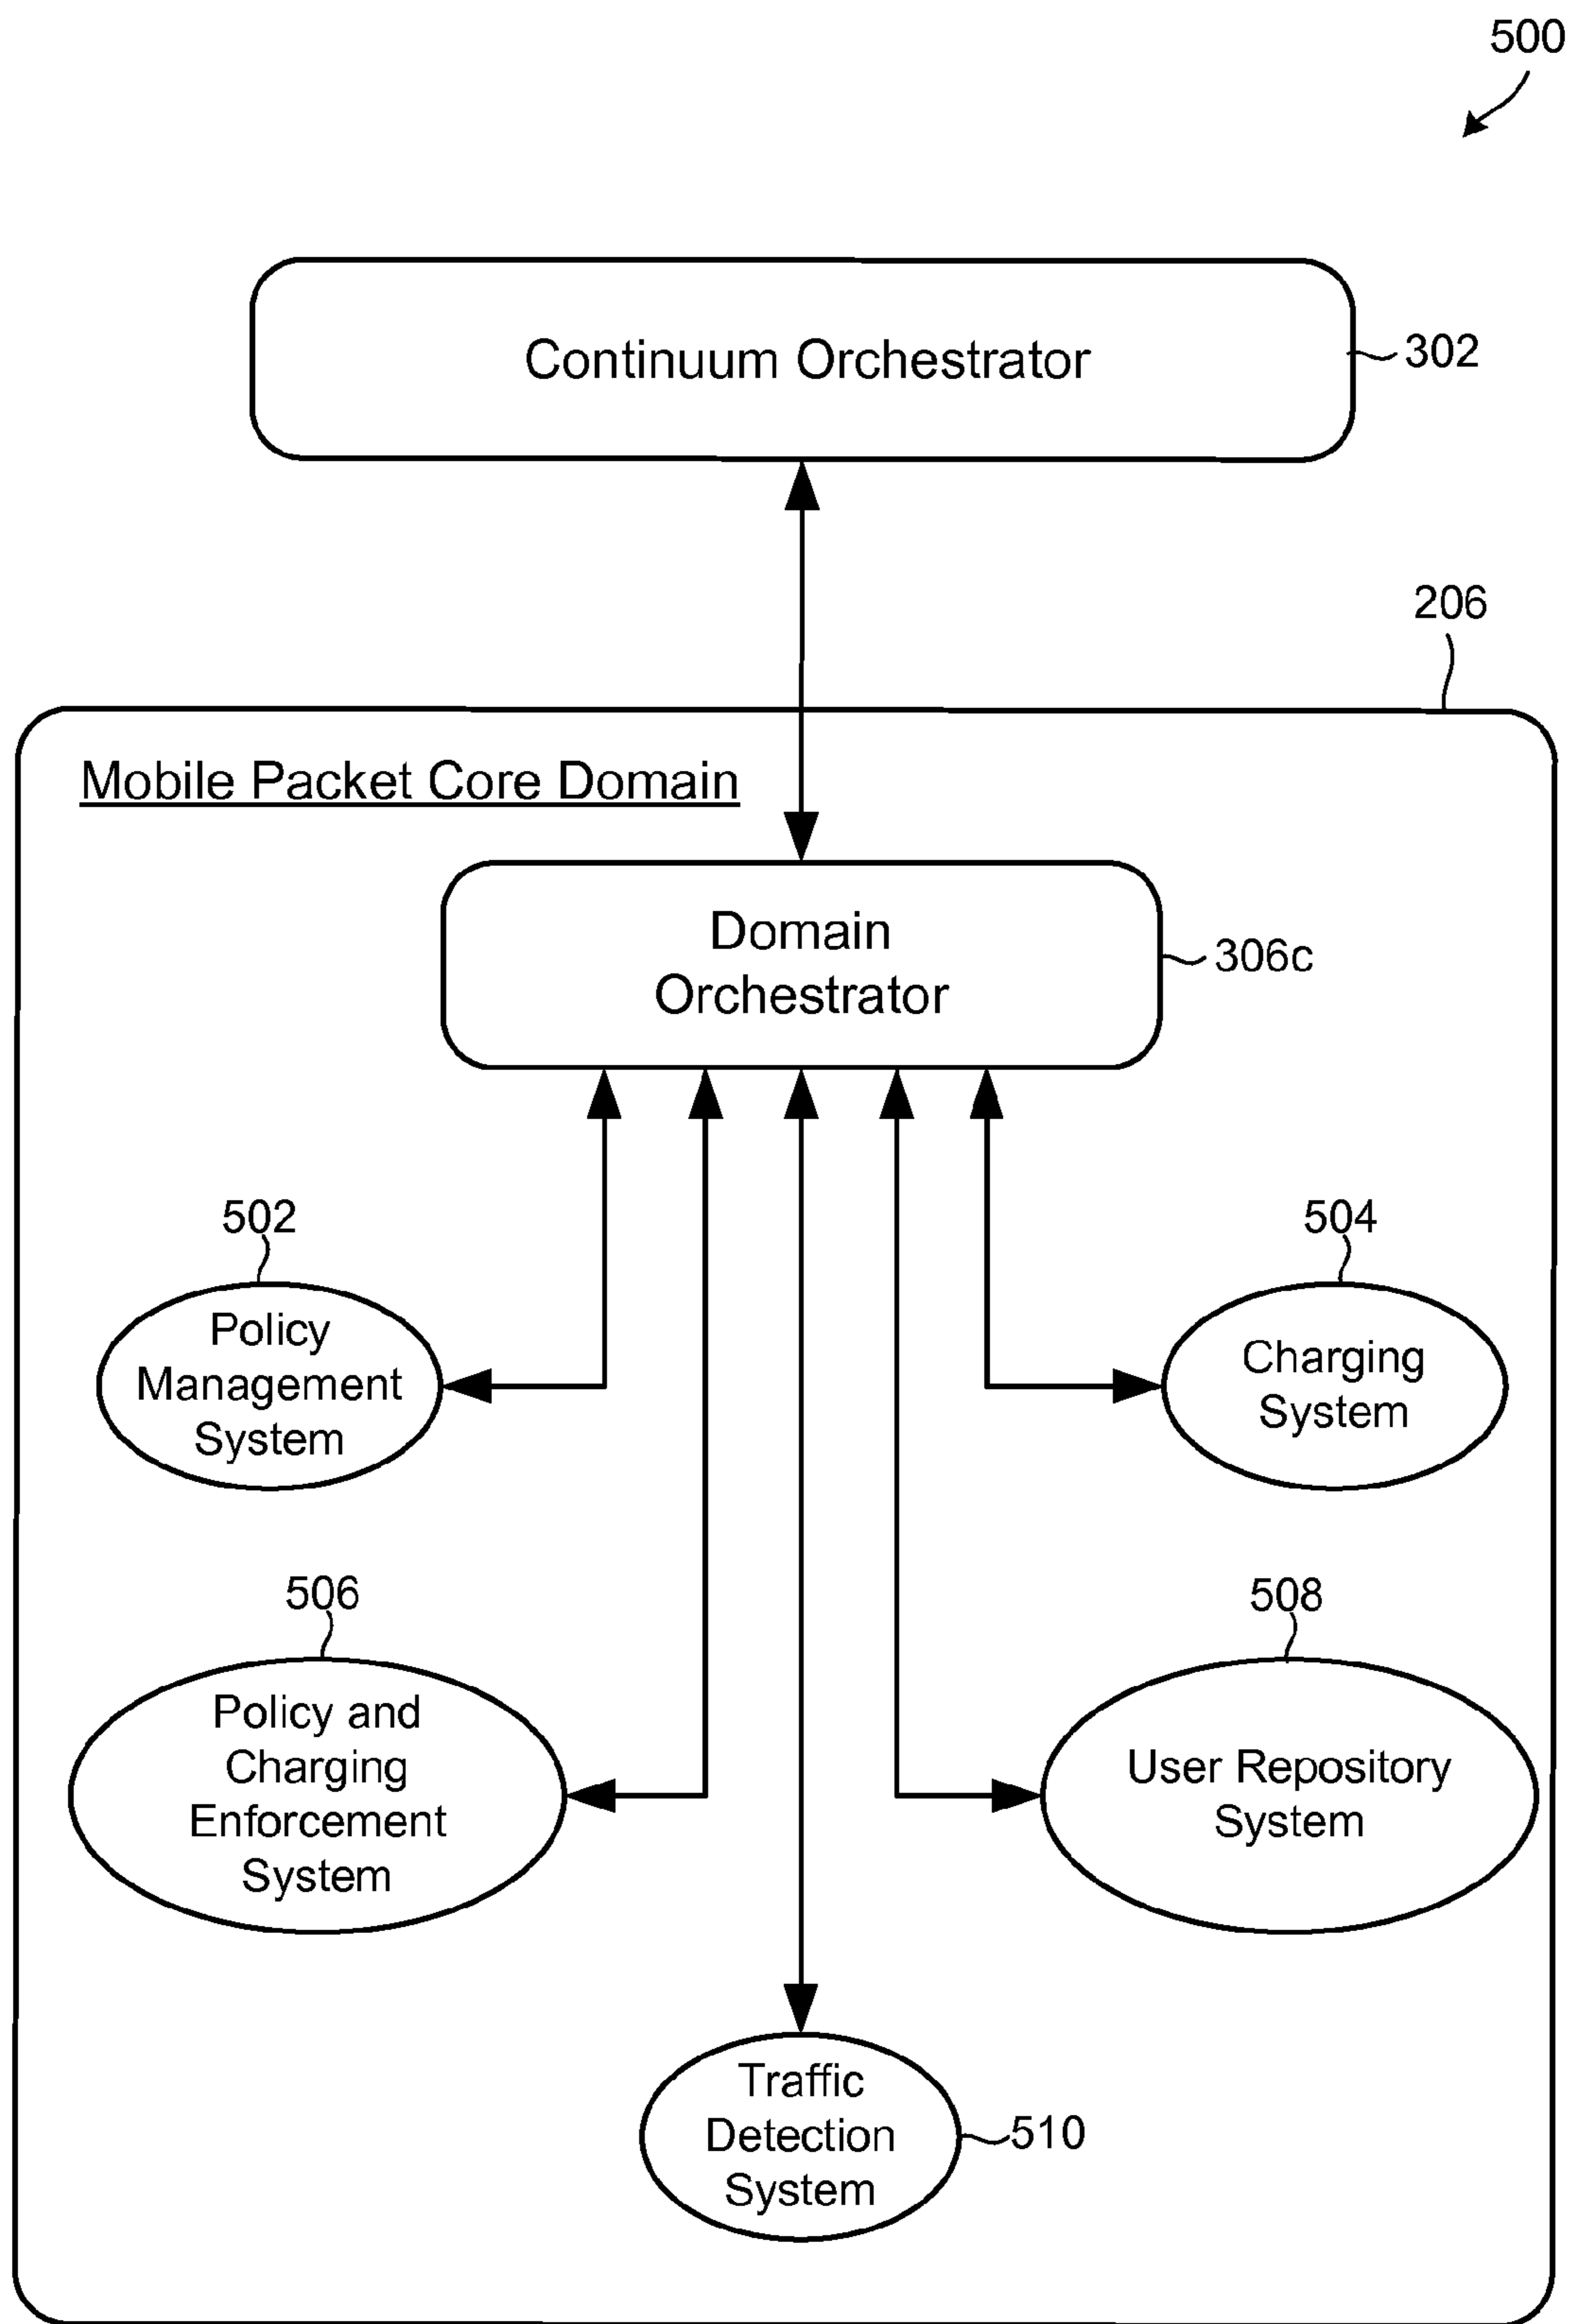 500
Continuum Orchestrator
302
206
Mobile Packet Core Domain
Domain
Orchestrator
306c
502
Policy
Management
System
504
Charging
System
506
Policy and
Charging
Enforcement
System
508
User Repository
System
Traffic
Detection
System
510